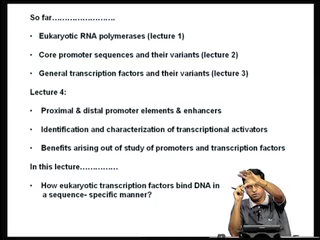 So far.......................
• Eukaryotic RNA polymerases (lecture 1)
• Core promoter sequences and their variants (lecture 2)
• General transcription factors and their variants (lecture 3)
Lecture 4:
• Proximal & distal promoter elements & enhancers
• Identification and characterization of transcriptional activators
• Benefits arising out of study of promoters and transcription factors
In this lecture...............
• How eukaryotic transcription factors bind DNA in
a sequence- specific manner?